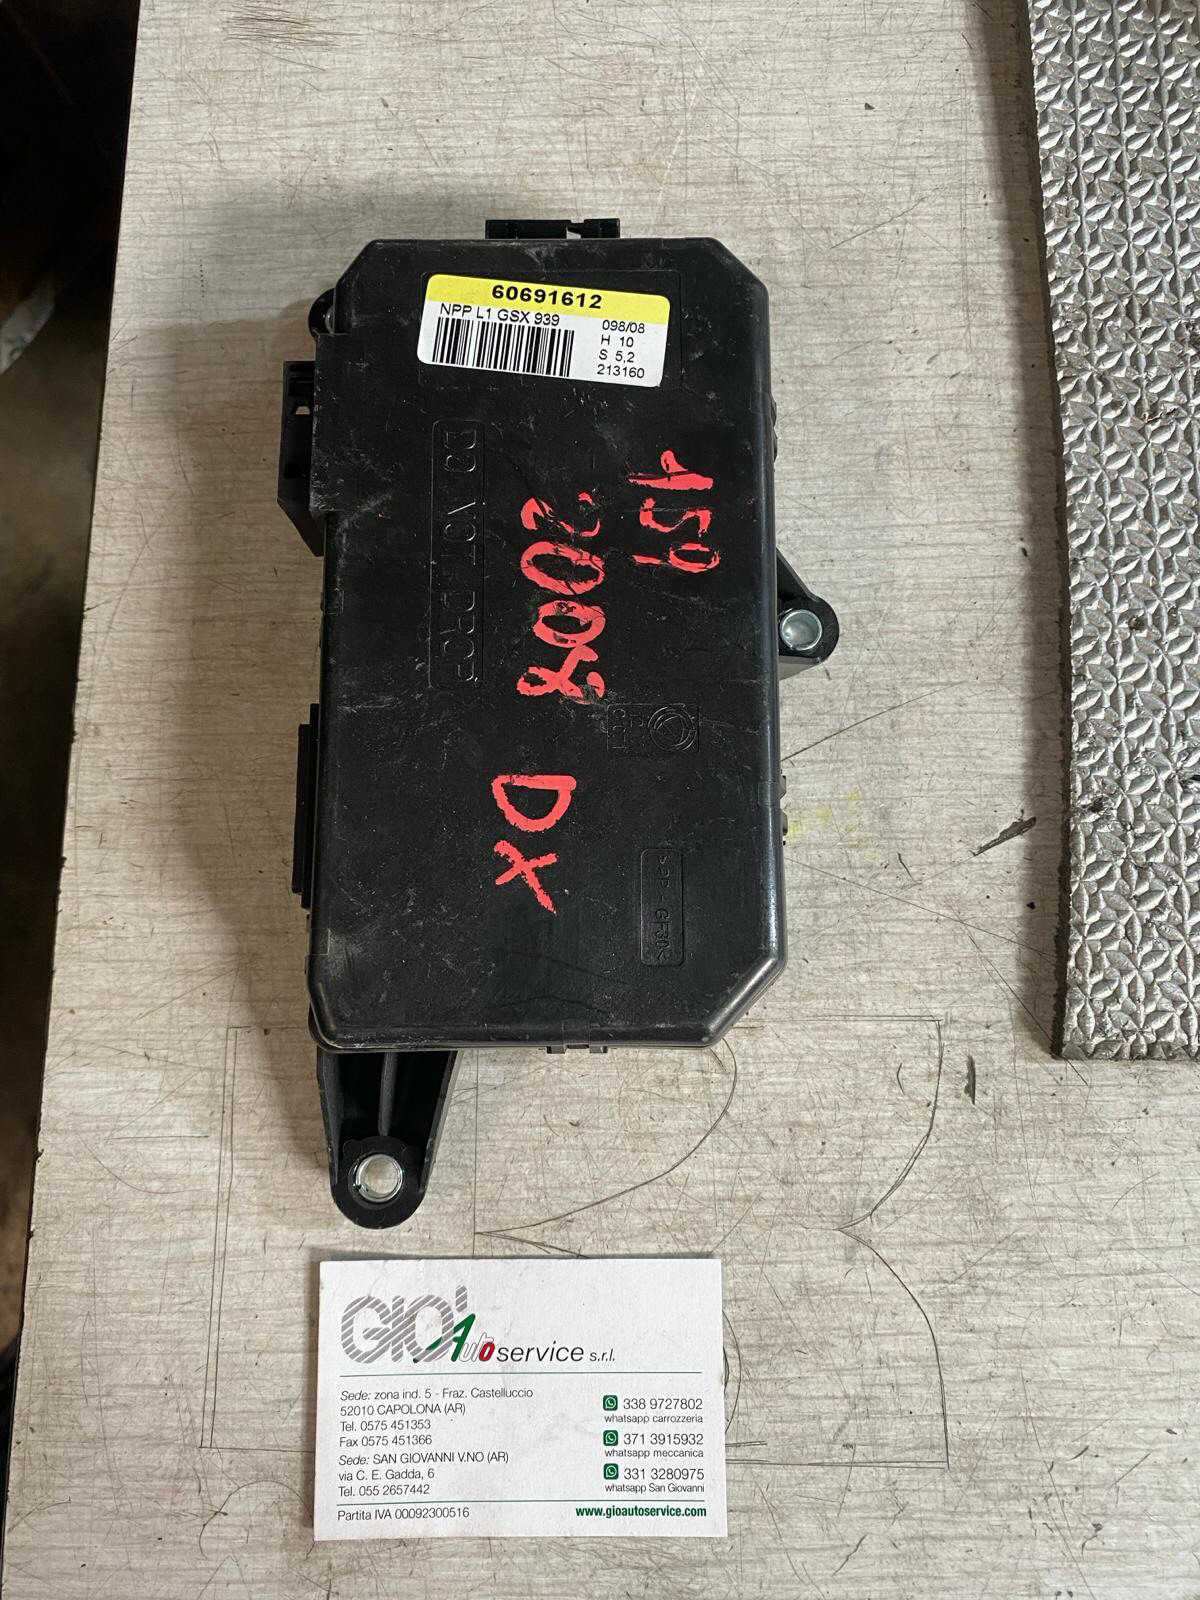 60691612
NPP L1 GSX 939
098/08
H 10
S 5,2
213160
DO NOT DROP
159
2008
DX
GIO' Autoservice s.r.l.
Sede: zona ind. 5 - Fraz. Castelluccio
52010 CAPOLONA (AR)
Tel. 0575 451353
Fax 0575 451366
Sede: SAN GIOVANNI V.NO (AR)
via C. E. Gadda, 6
Tel. 055 2657442
338 9727802
whatsapp carrozzeria
371 3915932
whatsapp meccanica
331 3280975
whatsapp San Giovanni
Partita IVA 00092300516
www.gioautoservice.com